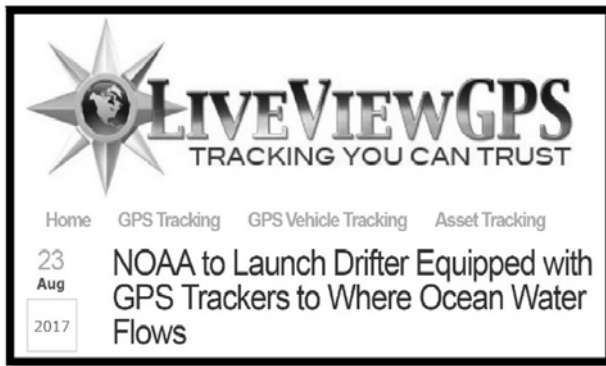 LIVEVIEWGPS
TRACKING YOU CAN TRUST
Home GPS Tracking GPS Vehicle Tracking Asset Tracking
23
Aug
2017
NOAA to Launch Drifter Equipped with
GPS Trackers to Where Ocean Water
Flows